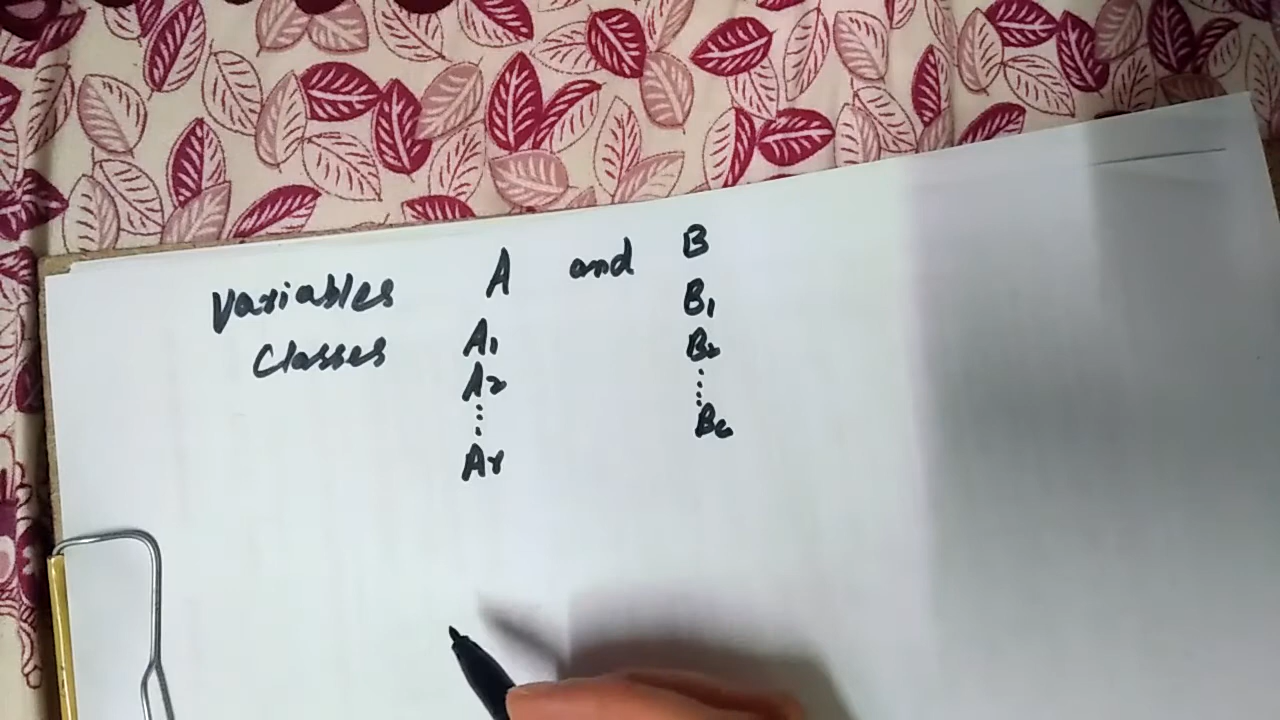 Variables A and B
Classes A1 B1
A2 B2
⋮ ⋮
Ar Bc